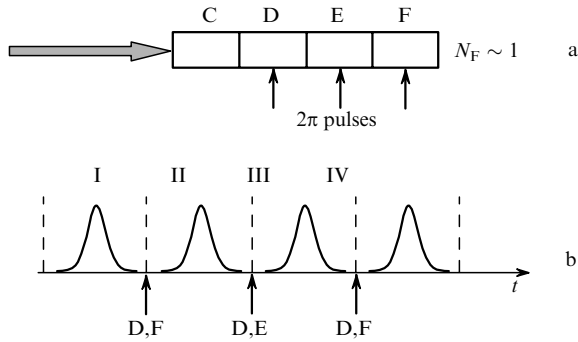 C D E F
N_F ∼ 1
a
2π pulses
I II III IV
b
t
D,F D,E D,F